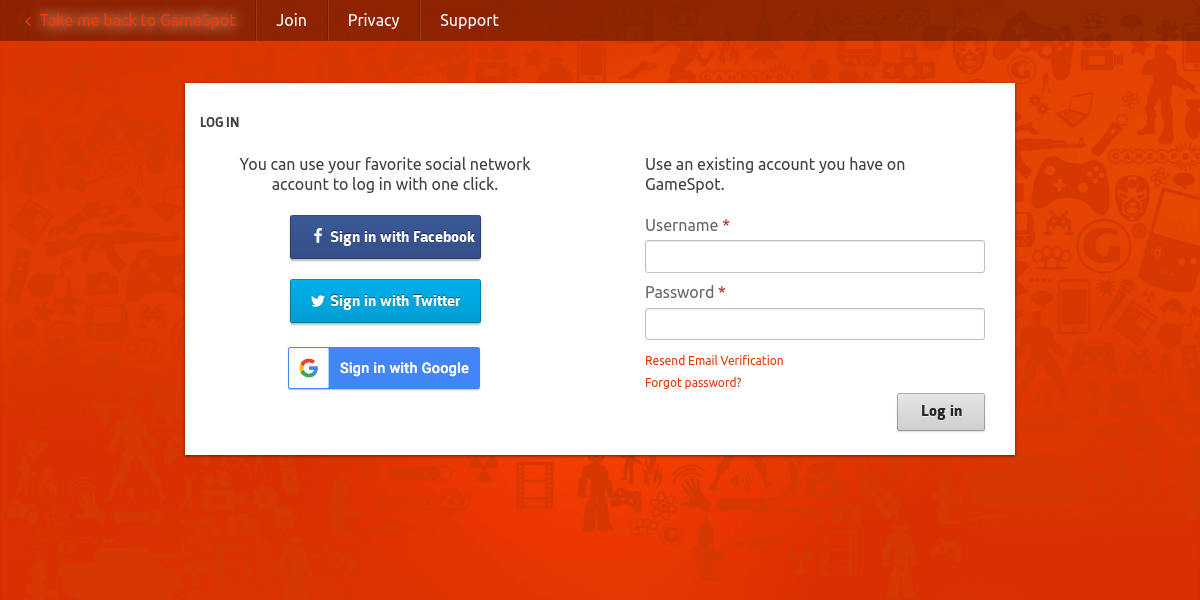 Take me back to GameSpot
Join
Privacy
Support
LOG IN
You can use your favorite social network
account to log in with one click.
Sign in with Facebook
Sign in with Twitter
Sign in with Google
Use an existing account you have on
GameSpot.
Username *
Password *
Resend Email Verification
Forgot password?
Log in